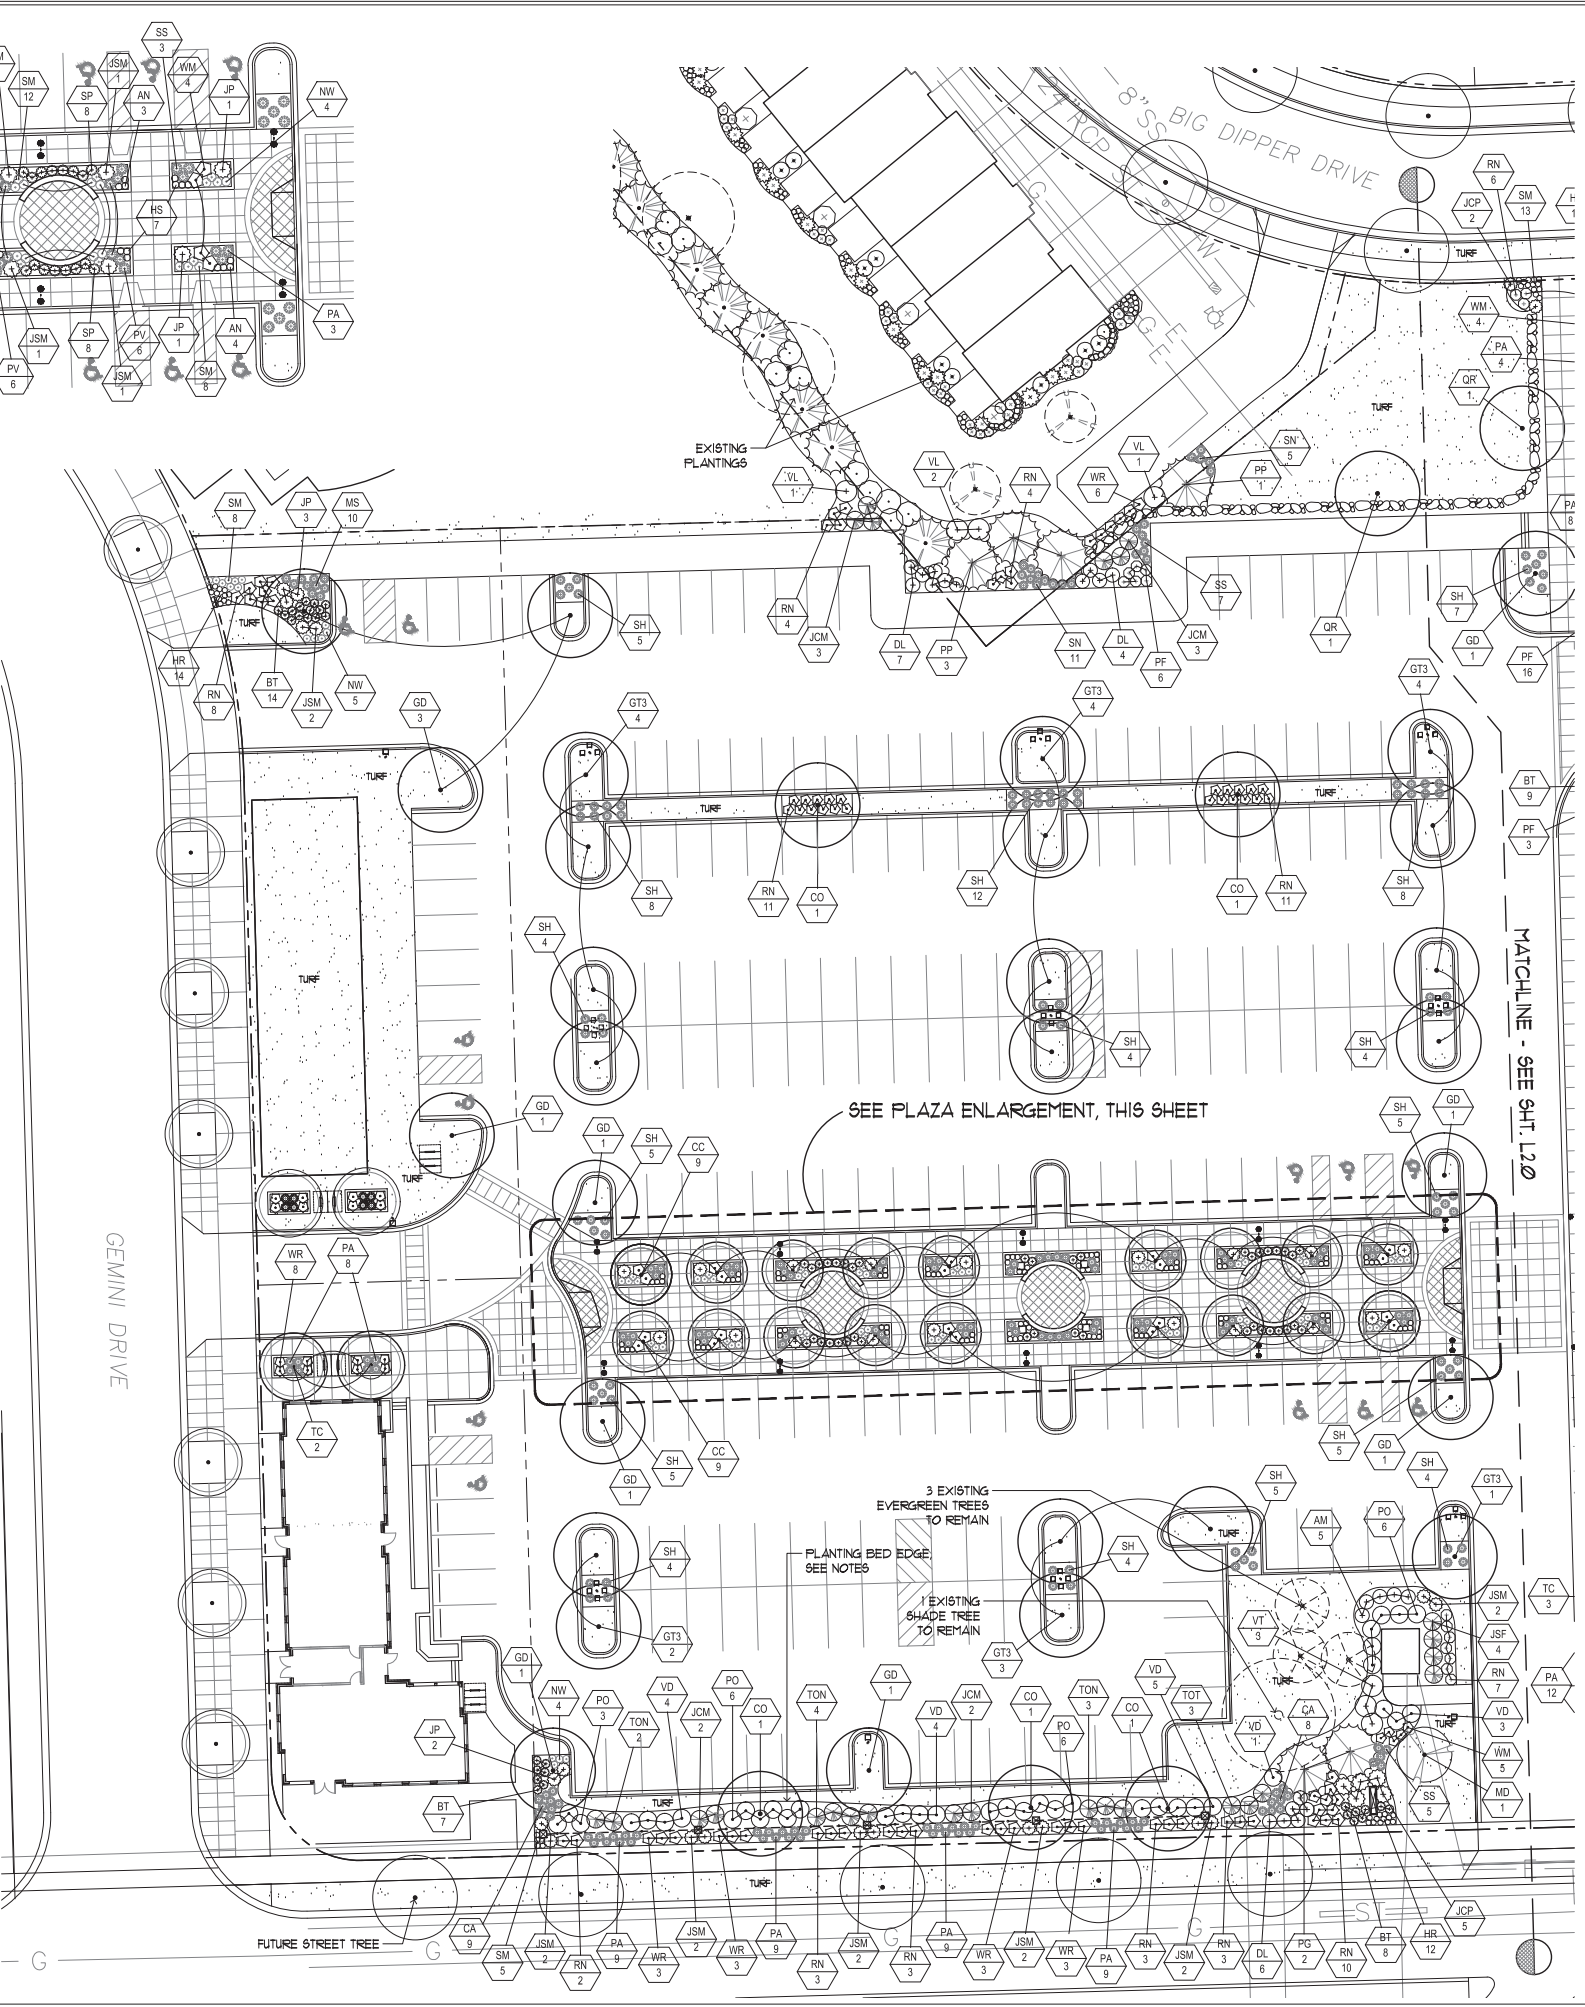 SS
3
SM
12
JSM
1
WM
4
SP
8
AN
3
JP
1
NW
4
HS
7
PA
3
SP
8
PV
6
JP
1
AN
4
JSM
1
PV
6
JSM
1
SM
8
24" RCP
8" SS
BIG DIPPER DRIVE
RN
6
JCP
2
SM
13
TURF
WM
4
PA
4
QR
1
TURF
G
G
E
G
E
EXISTING
PLANTINGS
VL
1
VL
2
RN
4
WR
6
VL
1
SN
5
PP
1
SM
8
JP
3
MS
10
PA
8
TURF
SH
5
RN
4
JCM
3
DL
7
PP
3
SN
11
DL
4
PF
6
JCM
3
SS
7
QR
1
SH
7
GD
1
PF
16
HR
14
RN
8
BT
14
JSM
2
NW
5
GD
3
GT3
4
GT3
4
GT3
4
TURF
TURF
TURF
BT
9
PF
3
SH
8
RN
11
CO
1
SH
12
CO
1
RN
11
SH
8
SH
4
TURF
SH
4
SH
4
MATCHLINE - SEE SHT. L2.0
SEE PLAZA ENLARGEMENT, THIS SHEET
GD
1
GD
1
SH
5
CC
9
SH
5
GD
1
TURF
WR
8
PA
8
GEMINI DRIVE
TC
2
GD
1
SH
5
CC
9
SH
5
GD
1
3 EXISTING
EVERGREEN TREES
TO REMAIN
SH
5
AM
5
PO
6
SH
4
GT3
1
TURF
PLANTING BED EDGE,
SEE NOTES
SH
4
SH
4
1 EXISTING
SHADE TREE
TO REMAIN
VT
9
JSM
2
TC
3
JSF
4
RN
7
PA
12
GT3
2
GT3
3
GD
1
NW
4
PO
3
TON
2
VD
4
JCM
2
PO
6
CO
1
TON
4
GD
1
VD
4
JCM
2
CO
1
PO
6
TON
3
CO
1
VD
5
TOT
3
VD
1
CA
8
TURF
TURF
VD
3
WM
5
MD
1
SS
5
JP
2
BT
7
TURF
TURF
FUTURE STREET TREE
G
G
G
G
ST
CA
9
SM
5
JSM
2
RN
2
PA
9
WR
3
JSM
2
WR
3
PA
9
RN
3
JSM
2
RN
3
PA
9
WR
3
JSM
2
WR
3
PA
9
RN
3
JSM
2
RN
3
DL
6
PG
2
RN
10
BT
8
HR
12
JCP
5